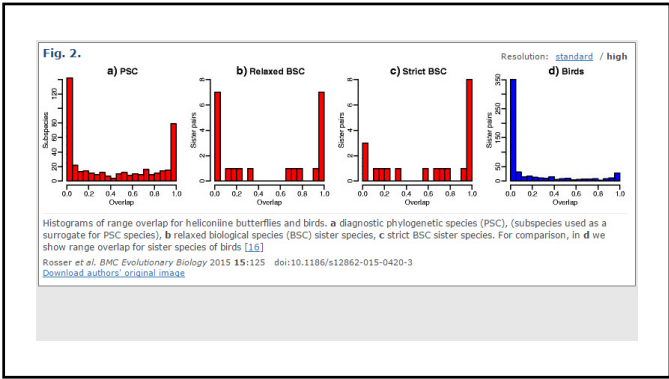 Fig. 2.
Resolution: standard / high
a) PSC
b) Relaxed BSC
c) Strict BSC
d) Birds
Subspecies
0 20 40 60 80 120
0.0 0.2 0.4 0.6 0.8 1.0
Overlap
Sister pairs
0 2 4 6 8
0.0 0.2 0.4 0.6 0.8 1.0
Overlap
Sister pairs
0 2 4 6 8
0.0 0.2 0.4 0.6 0.8 1.0
Overlap
Sister pairs
0 50 150 250 350
0.0 0.2 0.4 0.6 0.8 1.0
Overlap
Histograms of range overlap for heliconiine butterflies and birds. a diagnostic phylogenetic species (PSC), (subspecies used as a
surrogate for PSC species), b relaxed biological species (BSC) sister species, c strict BSC sister species. For comparison, in d we
show range overlap for sister species of birds [16]
Rosser et al. BMC Evolutionary Biology 2015 15:125 doi:10.1186/s12862-015-0420-3
Download authors' original image